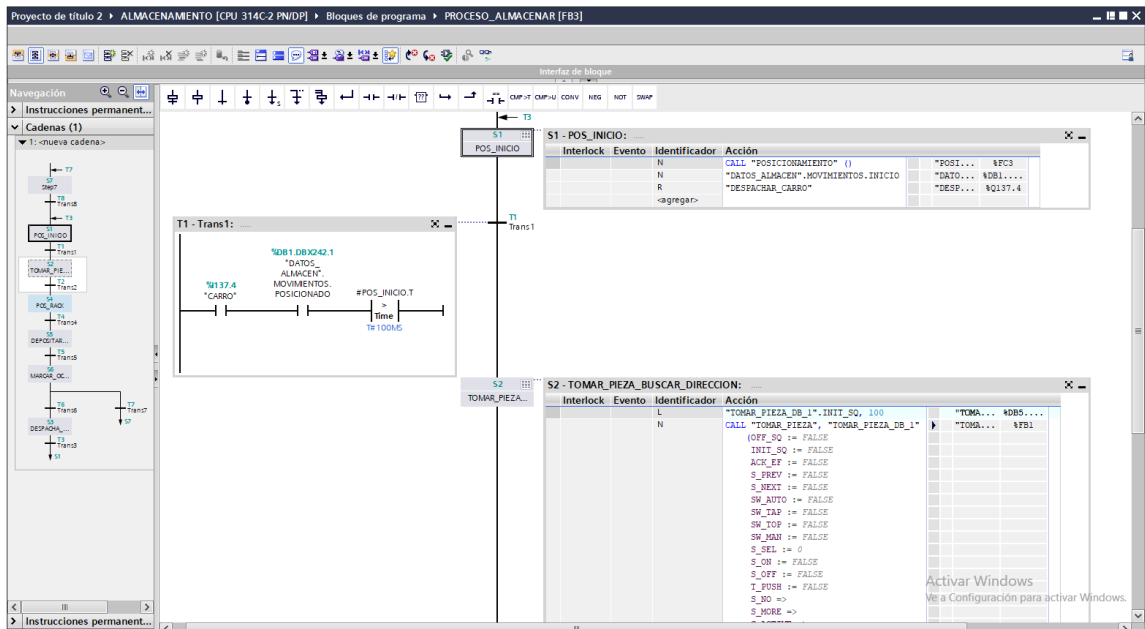 Proyecto de título 2 ▸ ALMACENAMIENTO [CPU 314C-2 PN/DP] ▸ Bloques de programa ▸ PROCESO_ALMACENAR [FB3]
Interfaz de bloque
Navegación
CMP>T CMP>U CONV NEG NOT SWAP
Instrucciones permanent...
Cadenas (1)
1: <nueva cadena>
T7
S7
Step7
T8
Trans8
T3
S1
POS_INICIO
T1
Trans1
S2
TOMAR_PIE...
T2
Trans2
S4
POS_RACK
T4
Trans4
S5
DEPOSITAR...
T5
Trans5
S6
MARCAR_OC...
T6
Trans6
T7
Trans7
S7
S3
DESPACHA_...
T3
Trans3
S1
Instrucciones permanent...
T3
S1
POS_INICIO
S1 - POS_INICIO: ....
Interlock Evento Identificador Acción
N CALL "POSICIONAMIENTO" () "POSI... %FC3
N "DATOS_ALMACEN".MOVIMIENTOS.INICIO "DATO... %DB1....
R "DESPACHAR_CARRO" "DESP... %Q137.4
<agregar>
T1
Trans1
T1 - Trans1: ....
%DB1.DBX242.1
"DATOS_
ALMACEN".
MOVIMIENTOS.
POSICIONADO
%I137.4
"CARRO"
#POS_INICIO.T
>
Time
T#100MS
S2
TOMAR_PIEZA...
S2 - TOMAR_PIEZA_BUSCAR_DIRECCION: ....
Interlock Evento Identificador Acción
L "TOMAR_PIEZA_DB_1".INIT_SQ, 100 "TOMA... %DB5....
N CALL "TOMAR_PIEZA", "TOMAR_PIEZA_DB_1" "TOMA... %FB1
(OFF_SQ := FALSE
INIT_SQ := FALSE
ACK_EF := FALSE
S_PREV := FALSE
S_NEXT := FALSE
SW_AUTO := FALSE
SW_TAP := FALSE
SW_TOP := FALSE
SW_MAN := FALSE
S_SEL := 0
S_ON := FALSE
S_OFF := FALSE
T_PUSH := FALSE
S_NO =>
S_MORE =>
Activar Windows
Ve a Configuración para activar Windows.